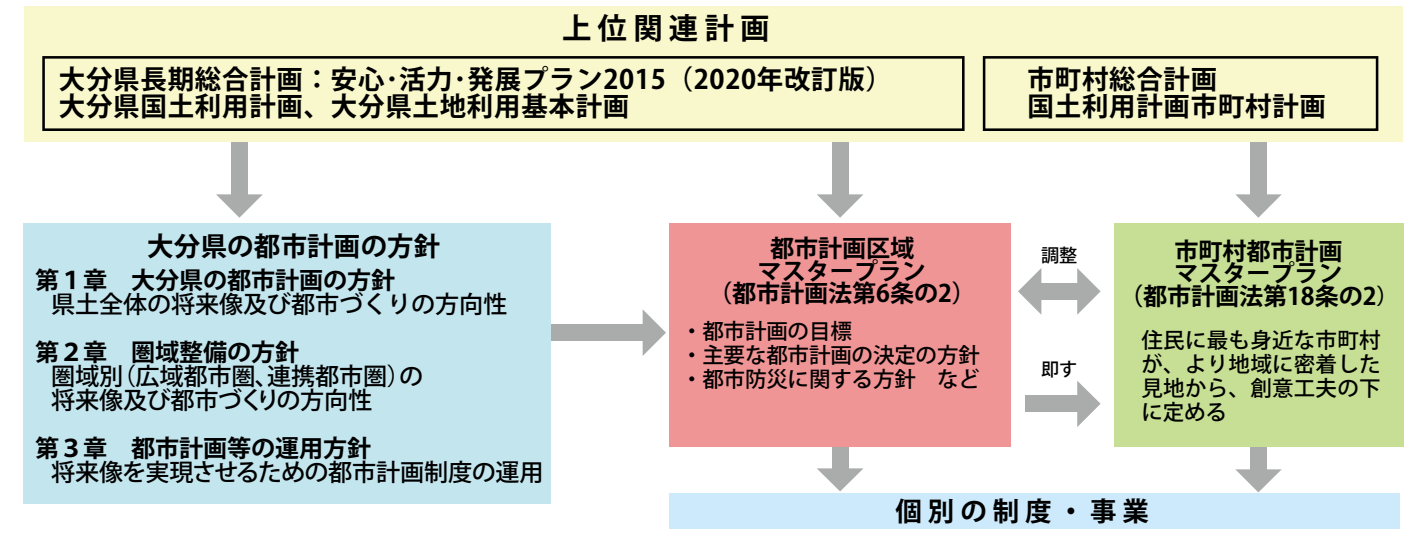 上位関連計画
大分県長期総合計画：安心･活力･発展プラン2015（2020年改訂版）
大分県国土利用計画、大分県土地利用基本計画
市町村総合計画
国土利用計画市町村計画
大分県の都市計画の方針
第１章　大分県の都市計画の方針
県土全体の将来像及び都市づくりの方向性
第２章　圏域整備の方針
圏域別（広域都市圏、連携都市圏）の
将来像及び都市づくりの方向性
第３章　都市計画等の運用方針
将来像を実現させるための都市計画制度の運用
都市計画区域
マスタープラン
（都市計画法第6条の2）
・都市計画の目標
・主要な都市計画の決定の方針
・都市防災に関する方針　など
調整
即す
市町村都市計画
マスタープラン
（都市計画法第18条の2）
住民に最も身近な市町村
が、より地域に密着した
見地から、創意工夫の下
に定める
個別の制度・事業